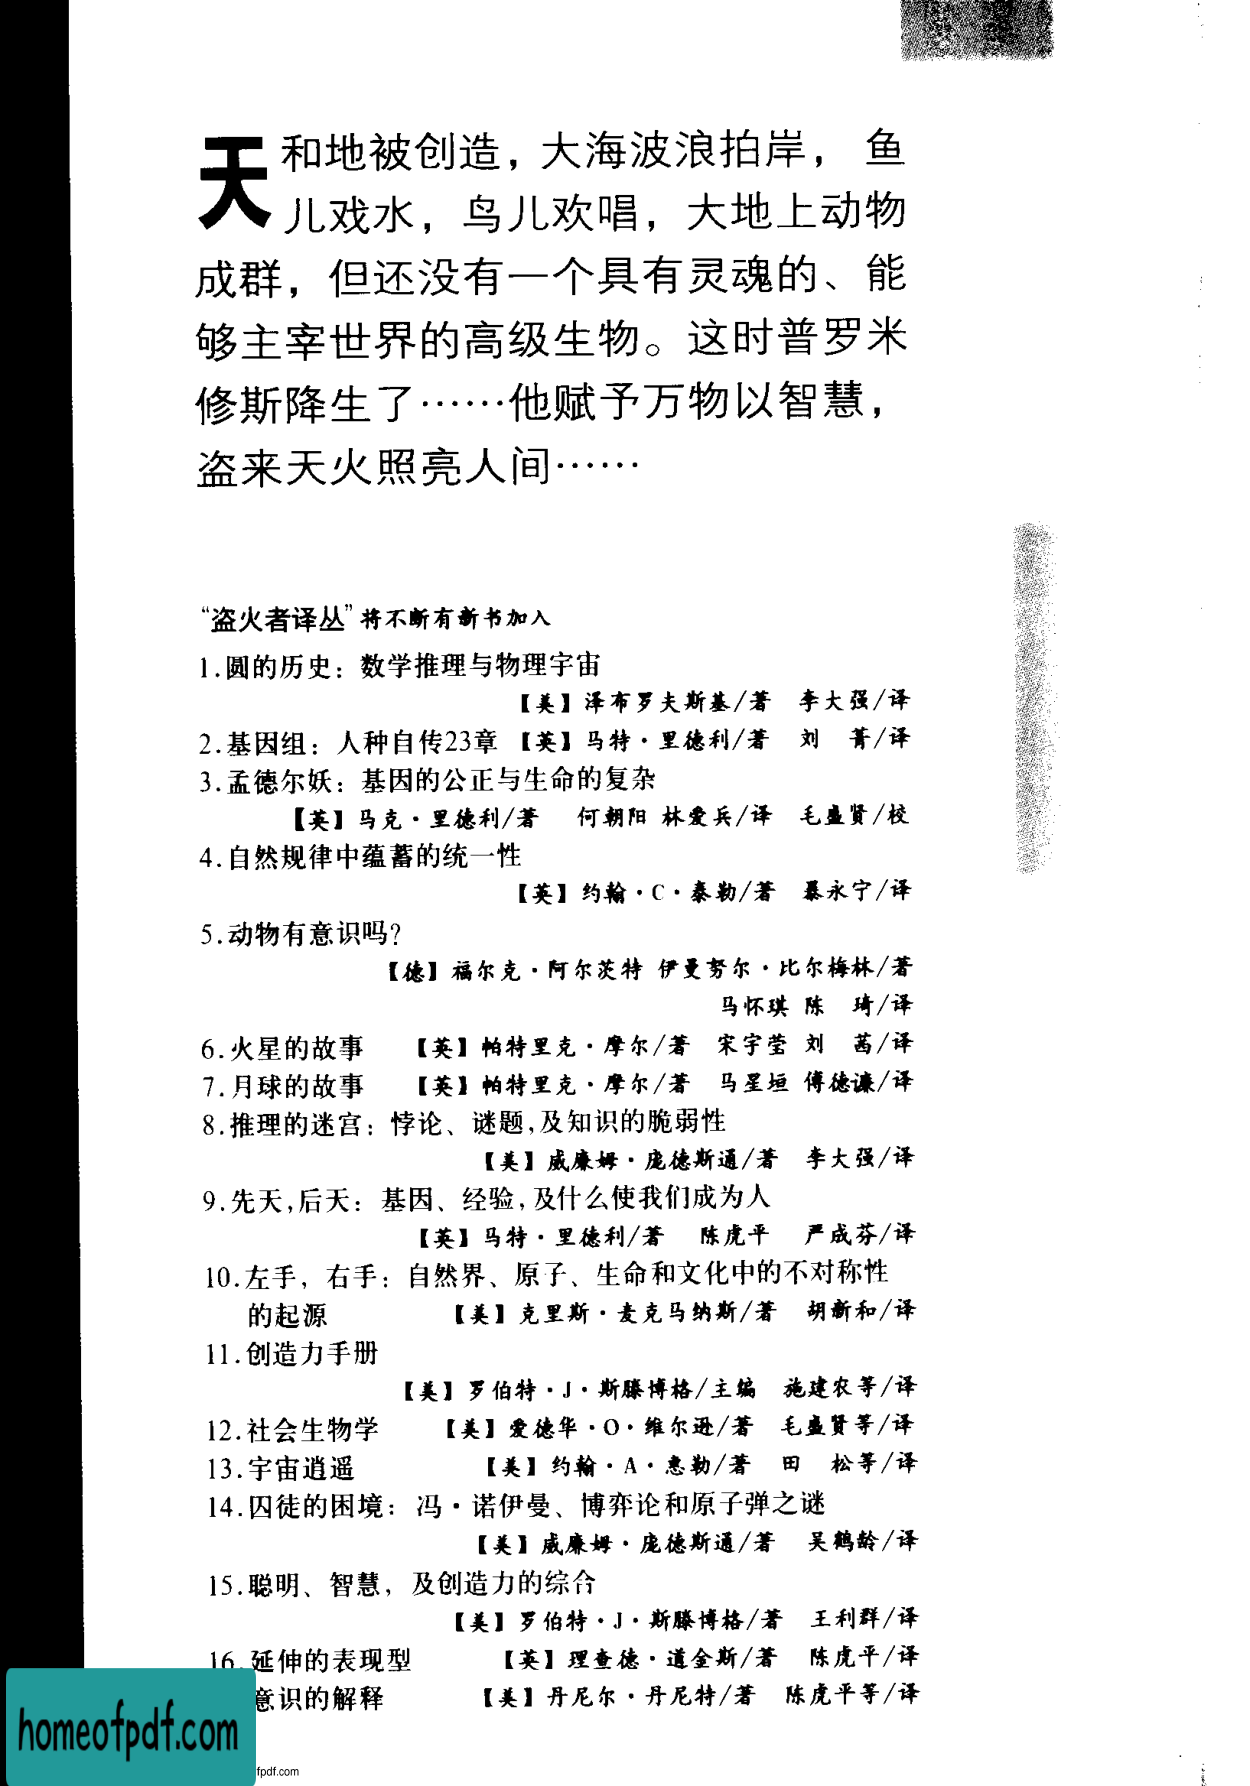 天和地被创造，大海波浪拍岸，鱼
儿戏水，鸟儿欢唱，大地上动物
成群，但还没有一个具有灵魂的、能
够主宰世界的高级生物。这时普罗米
修斯降生了……他赋予万物以智慧，
盗来天火照亮人间……
“盗火者译丛”将不断有新书加入
1.圆的历史：数学推理与物理宇宙
【美】泽布罗夫斯基/著 李大强/译
2.基因组：人种自传23章 【英】马特·里德利/著 刘 菁/译
3.孟德尔妖：基因的公正与生命的复杂
【英】马克·里德利/著 何朝阳 林爱兵/译 毛盛贤/校
4.自然规律中蕴蓄的统一性
【英】约翰·C·泰勒/著 暴永宁/译
5.动物有意识吗？
【德】福尔克·阿尔茨特 伊曼努尔·比尔梅林/著
马怀琪 陈 琦/译
6.火星的故事 【英】帕特里克·摩尔/著 宋宇莹 刘 茜/译
7.月球的故事 【英】帕特里克·摩尔/著 马星垣 傅德谦/译
8.推理的迷宫：悖论、谜题,及知识的脆弱性
【美】威廉姆·庞德斯通/著 李大强/译
9.先天,后天：基因、经验,及什么使我们成为人
【英】马特·里德利/著 陈虎平 严成芬/译
10.左手，右手：自然界、原子、生命和文化中的不对称性
的起源 【美】克里斯·麦克马纳斯/著 胡新和/译
11.创造力手册
【美】罗伯特·J·斯滕博格/主编 施建农等/译
12.社会生物学 【美】爱德华·O·维尔逊/著 毛盛贤等/译
13.宇宙逍遥 【美】约翰·A·惠勒/著 田 松等/译
14.囚徒的困境：冯·诺伊曼、博弈论和原子弹之谜
【美】威廉姆·庞德斯通/著 吴鹤龄/译
15.聪明、智慧，及创造力的综合
【美】罗伯特·J·斯滕博格/著 王利群/译
16.延伸的表现型 【英】理查德·道金斯/著 陈虎平/译
意识的解释 【美】丹尼尔·丹尼特/著 陈虎平等/译
homeofpdf.com
fpdf.com